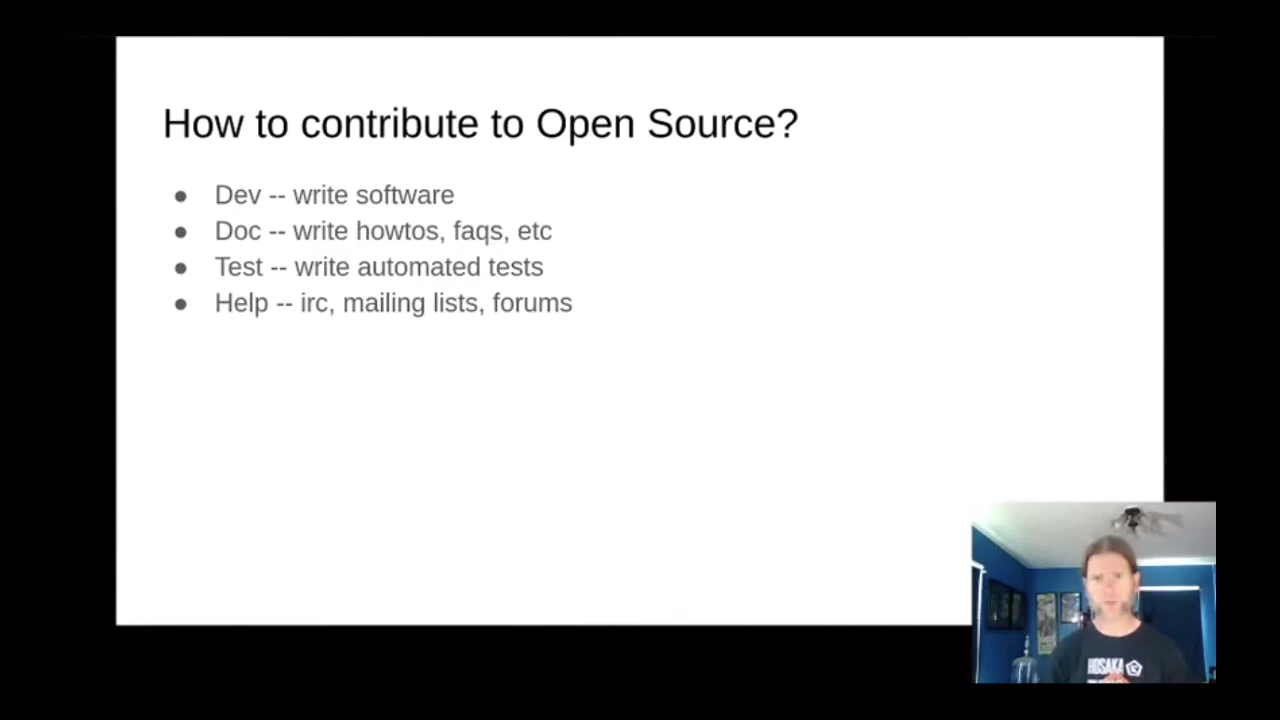 How to contribute to Open Source?
● Dev -- write software
● Doc -- write howtos, faqs, etc
● Test -- write automated tests
● Help -- irc, mailing lists, forums
HOSAKA